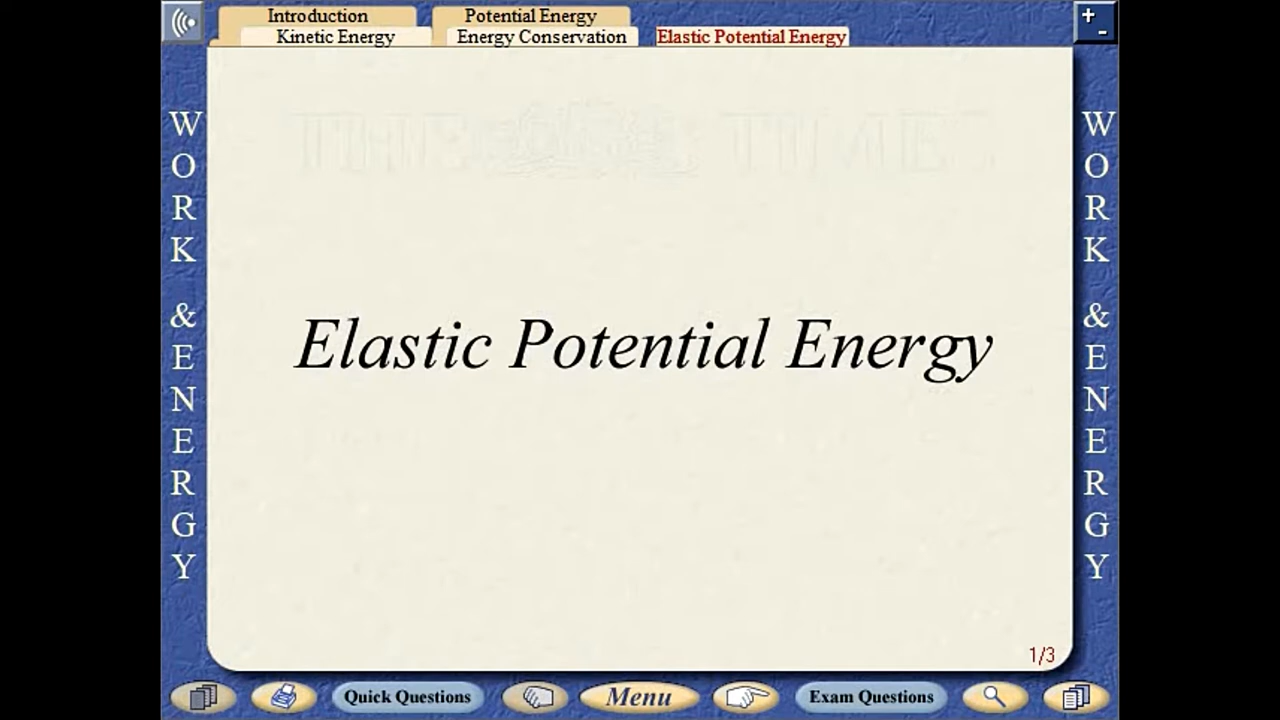 Introduction
Potential Energy
Kinetic Energy
Energy Conservation
Elastic Potential Energy
WORK & ENERGY
Elastic Potential Energy
WORK & ENERGY
1/3
Quick Questions
Menu
Exam Questions